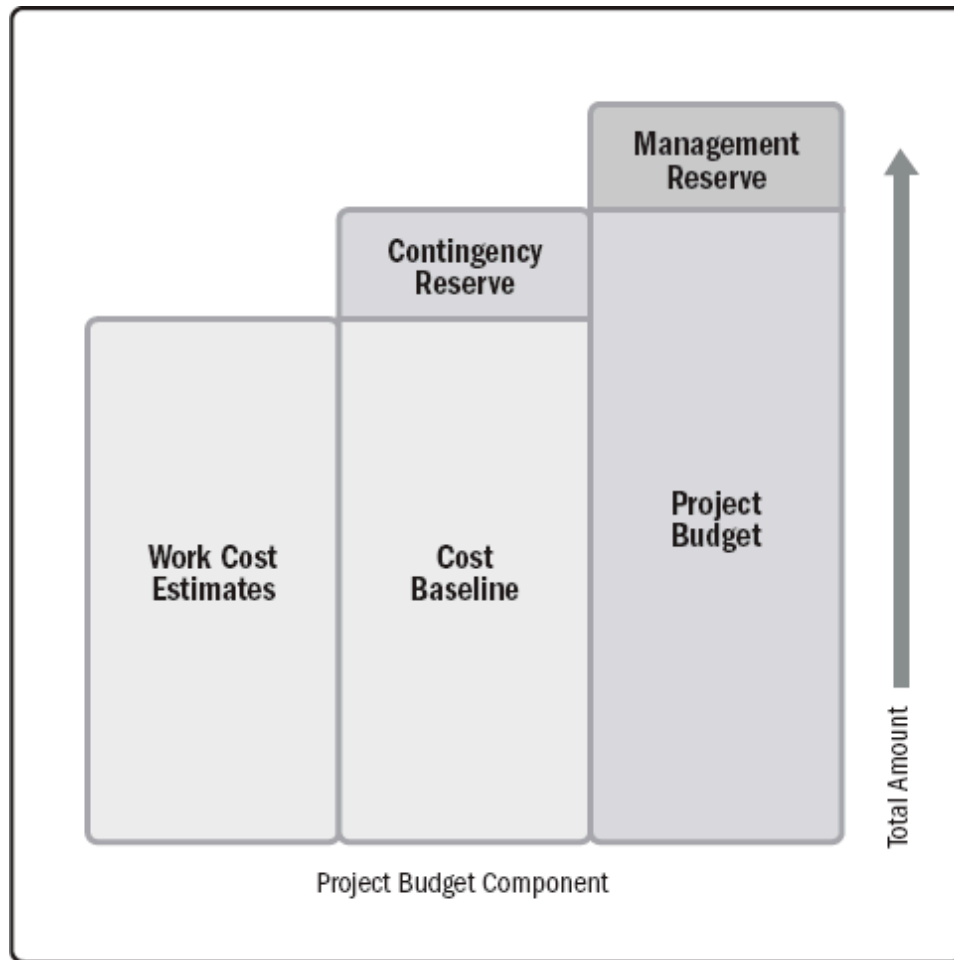 Management
Reserve
Contingency
Reserve
Work Cost
Estimates
Cost
Baseline
Project
Budget
Total Amount
Project Budget Component